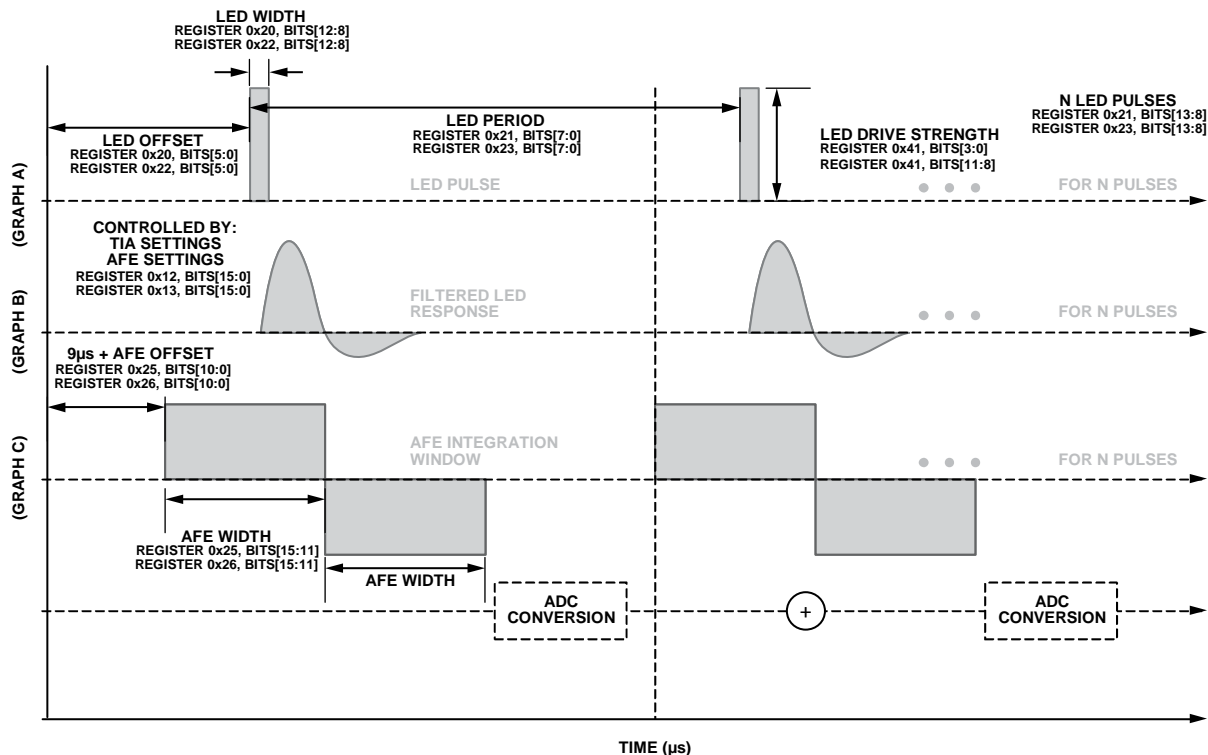 LED WIDTH
REGISTER 0x20, BITS[12:8]
REGISTER 0x22, BITS[12:8]
LED PERIOD
REGISTER 0x21, BITS[7:0]
REGISTER 0x23, BITS[7:0]
N LED PULSES
REGISTER 0x21, BITS[13:8]
REGISTER 0x23, BITS[13:8]
LED OFFSET
REGISTER 0x20, BITS[5:0]
REGISTER 0x22, BITS[5:0]
LED DRIVE STRENGTH
REGISTER 0x41, BITS[3:0]
REGISTER 0x41, BITS[11:8]
(GRAPH A)
LED PULSE
FOR N PULSES
CONTROLLED BY:
TIA SETTINGS
AFE SETTINGS
REGISTER 0x12, BITS[15:0]
REGISTER 0x13, BITS[15:0]
(GRAPH B)
FILTERED LED
RESPONSE
FOR N PULSES
9µs + AFE OFFSET
REGISTER 0x25, BITS[10:0]
REGISTER 0x26, BITS[10:0]
(GRAPH C)
AFE INTEGRATION
WINDOW
FOR N PULSES
AFE WIDTH
REGISTER 0x25, BITS[15:11]
REGISTER 0x26, BITS[15:11]
AFE WIDTH
ADC
CONVERSION
+
ADC
CONVERSION
TIME (µs)